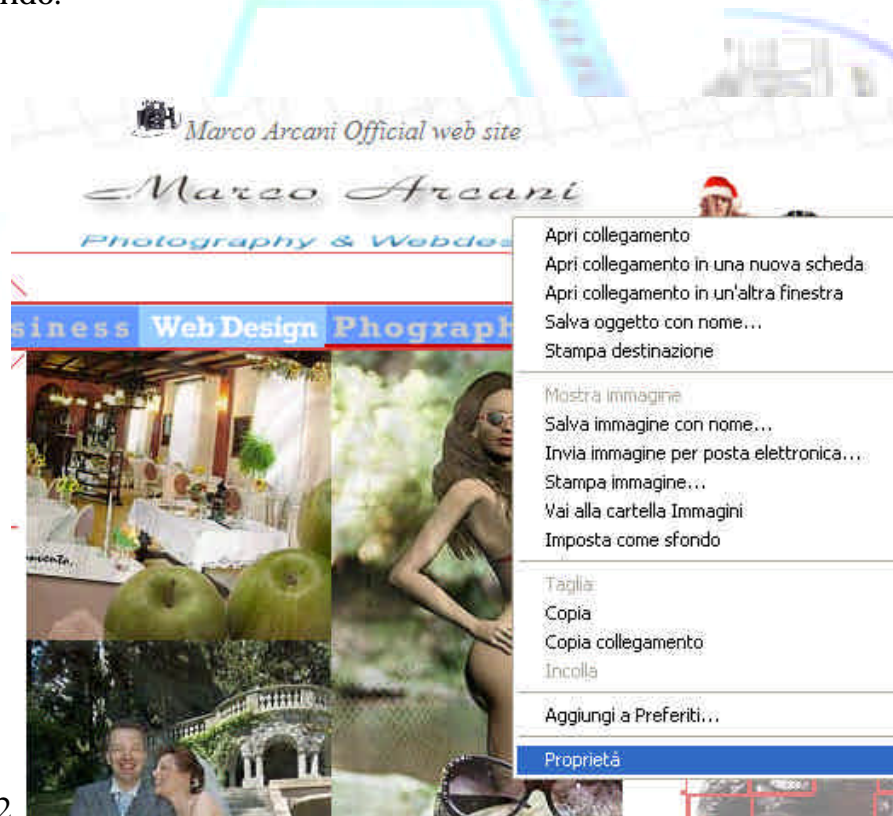 ndo.
Marco Arcani Official web site
Marco Arcani
Photography & Webdes
siness Web Design Phograph
Apri collegamento
Apri collegamento in una nuova scheda
Apri collegamento in un'altra finestra
Salva oggetto con nome...
Stampa destinazione
Mostra immagine
Salva immagine con nome...
Invia immagine per posta elettronica...
Stampa immagine...
Vai alla cartella Immagini
Imposta come sfondo
Taglia
Copia
Copia collegamento
Incolla
Aggiungi a Preferiti...
Proprietà
2